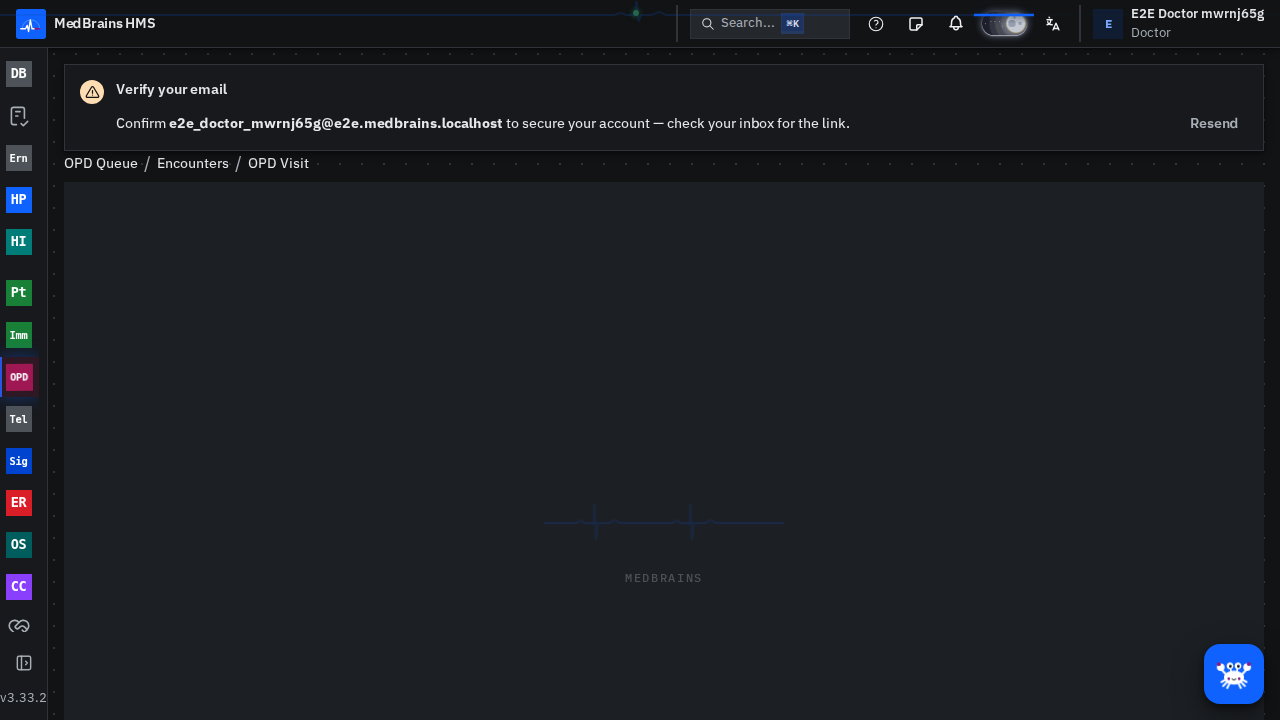 MedBrains HMS
Search... ⌘K
E2E Doctor mwrnj65g
E
Doctor
DB
Verify your email
Confirm e2e_doctor_mwrnj65g@e2e.medbrains.localhost to secure your account — check your inbox for the link.
Resend
Ern
OPD Queue / Encounters / OPD Visit
HP
HI
Pt
Imm
OPD
Tel
Sig
ER
OS
CC
MEDBRAINS
v3.33.2